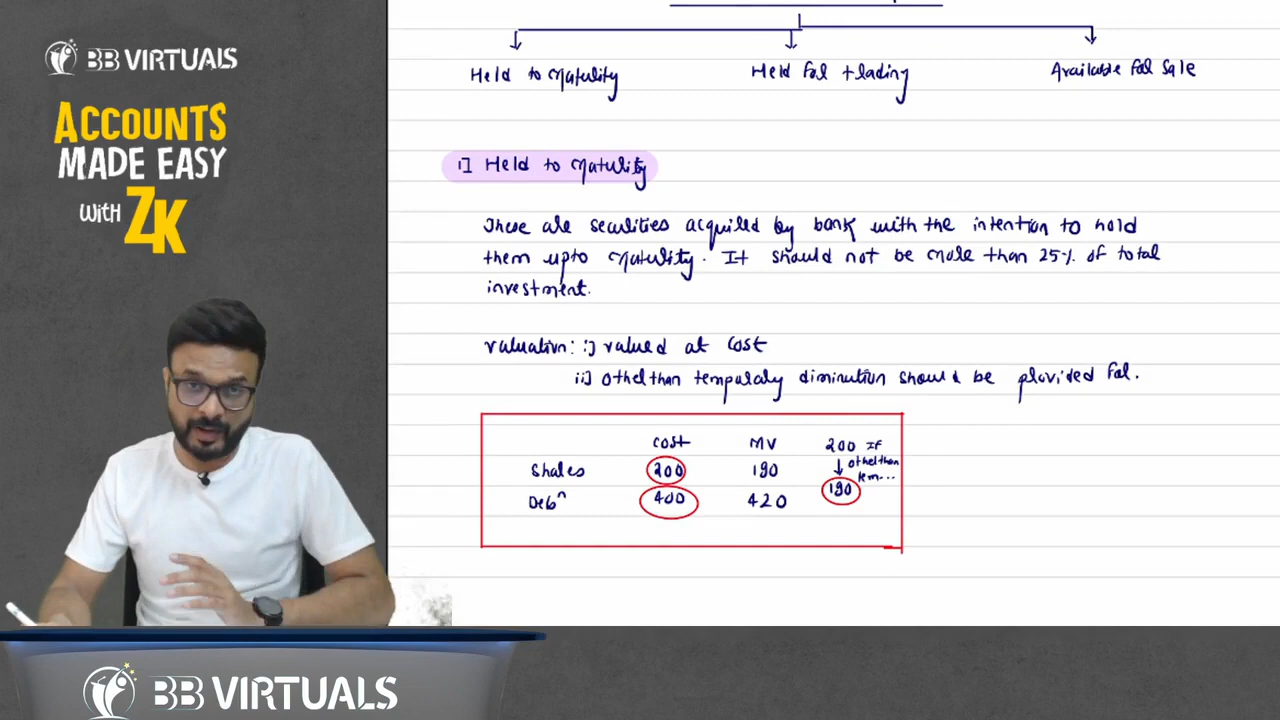 BB VIRTUALS
ACCOUNTS
MADE EASY
WITH ZK
Held to Maturity
Held for trading
Available for Sale
i] Held to Maturity
These are securities acquired by bank with the intention to hold
them upto maturity. It should not be more than 25% of total
investment.
valuation: i) valued at cost
ii) other than temporary diminution should be provided for.
Cost MV 200 If
Shares 200 190 other than
tem...
Debⁿ 400 420 190
BB VIRTUALS